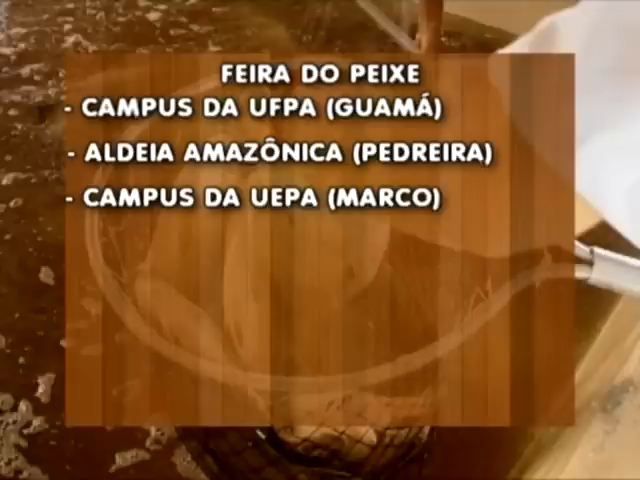 FEIRA DO PEIXE
- CAMPUS DA UFPA (GUAMÁ)
- ALDEIA AMAZÔNICA (PEDREIRA)
- CAMPUS DA UEPA (MARCO)